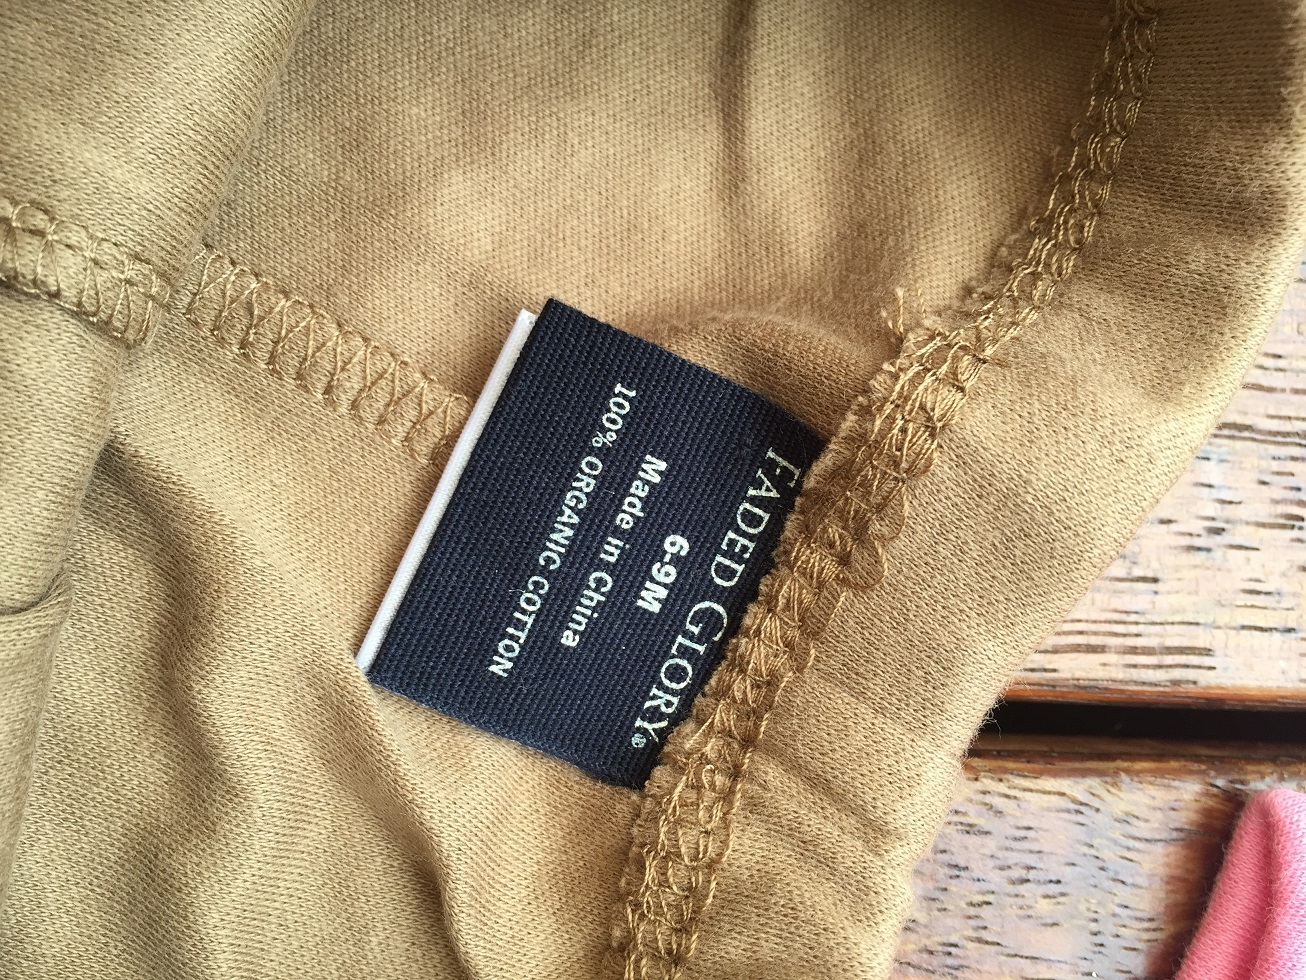 FADED GLORY®
6-9M
Made in China
100% ORGANIC COTTON